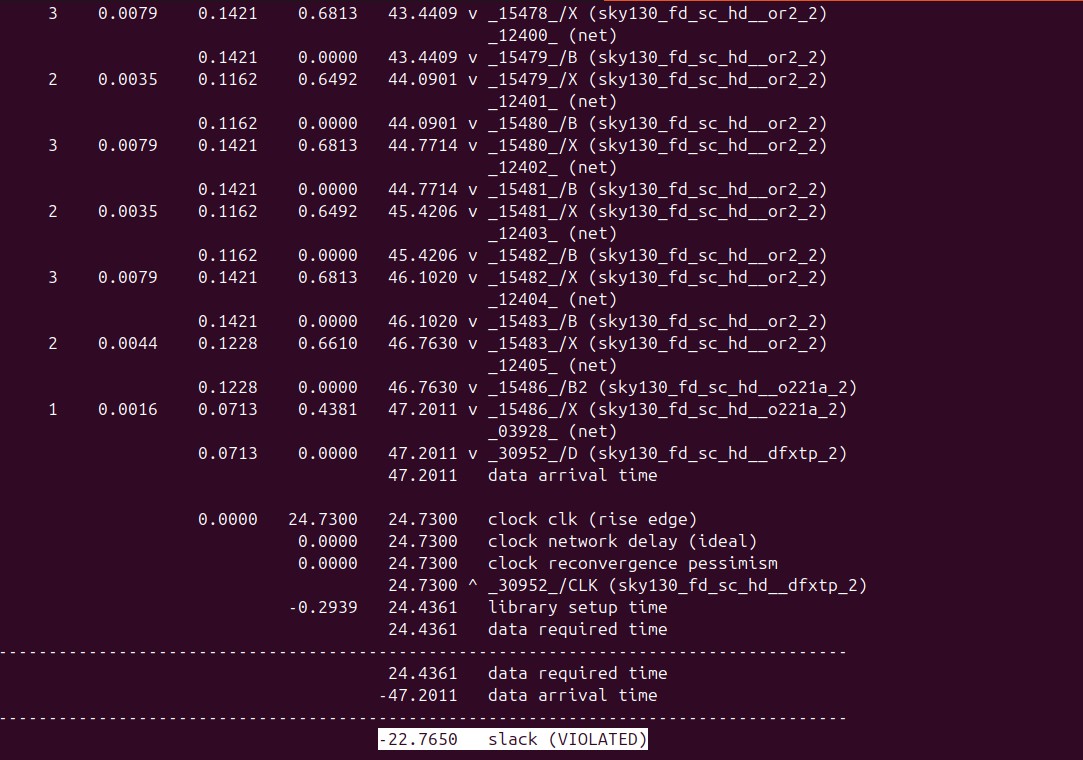 3    0.0079    0.1421    0.6813   43.4409 v _15478_/X (sky130_fd_sc_hd__or2_2)
_12400_ (net)
0.1421    0.0000   43.4409 v _15479_/B (sky130_fd_sc_hd__or2_2)
2    0.0035    0.1162    0.6492   44.0901 v _15479_/X (sky130_fd_sc_hd__or2_2)
_12401_ (net)
0.1162    0.0000   44.0901 v _15480_/B (sky130_fd_sc_hd__or2_2)
3    0.0079    0.1421    0.6813   44.7714 v _15480_/X (sky130_fd_sc_hd__or2_2)
_12402_ (net)
0.1421    0.0000   44.7714 v _15481_/B (sky130_fd_sc_hd__or2_2)
2    0.0035    0.1162    0.6492   45.4206 v _15481_/X (sky130_fd_sc_hd__or2_2)
_12403_ (net)
0.1162    0.0000   45.4206 v _15482_/B (sky130_fd_sc_hd__or2_2)
3    0.0079    0.1421    0.6813   46.1020 v _15482_/X (sky130_fd_sc_hd__or2_2)
_12404_ (net)
0.1421    0.0000   46.1020 v _15483_/B (sky130_fd_sc_hd__or2_2)
2    0.0044    0.1228    0.6610   46.7630 v _15483_/X (sky130_fd_sc_hd__or2_2)
_12405_ (net)
0.1228    0.0000   46.7630 v _15486_/B2 (sky130_fd_sc_hd__o221a_2)
1    0.0016    0.0713    0.4381   47.2011 v _15486_/X (sky130_fd_sc_hd__o221a_2)
_03928_ (net)
0.0713    0.0000   47.2011 v _30952_/D (sky130_fd_sc_hd__dfxtp_2)
47.2011   data arrival time
0.0000   24.7300   24.7300   clock clk (rise edge)
0.0000   24.7300   clock network delay (ideal)
0.0000   24.7300   clock reconvergence pessimism
24.7300 ^ _30952_/CLK (sky130_fd_sc_hd__dfxtp_2)
-0.2939   24.4361   library setup time
24.4361   data required time
-------------------------------------------------------------------------------------
24.4361   data required time
-47.2011   data arrival time
-------------------------------------------------------------------------------------
-22.7650   slack (VIOLATED)